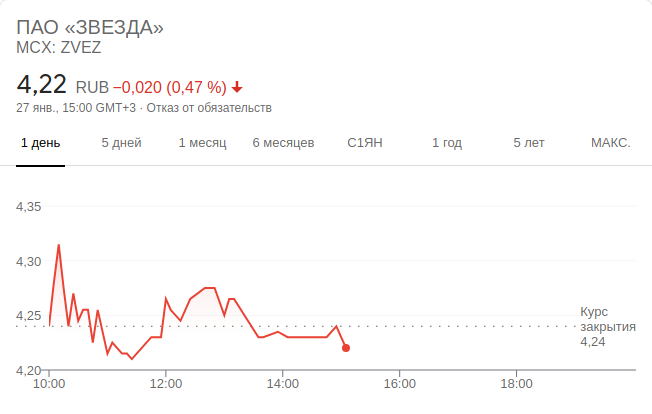 ПАО «ЗВЕЗДА»
MCX: ZVEZ
4,22 RUB −0,020 (0,47 %)
27 янв., 15:00 GMT+3 · Отказ от обязательств
1 день 5 дней 1 месяц 6 месяцев С1ЯН 1 год 5 лет МАКС.
4,35
4,30
4,25
4,20
Курс
закрытия
4,24
10:00 12:00 14:00 16:00 18:00